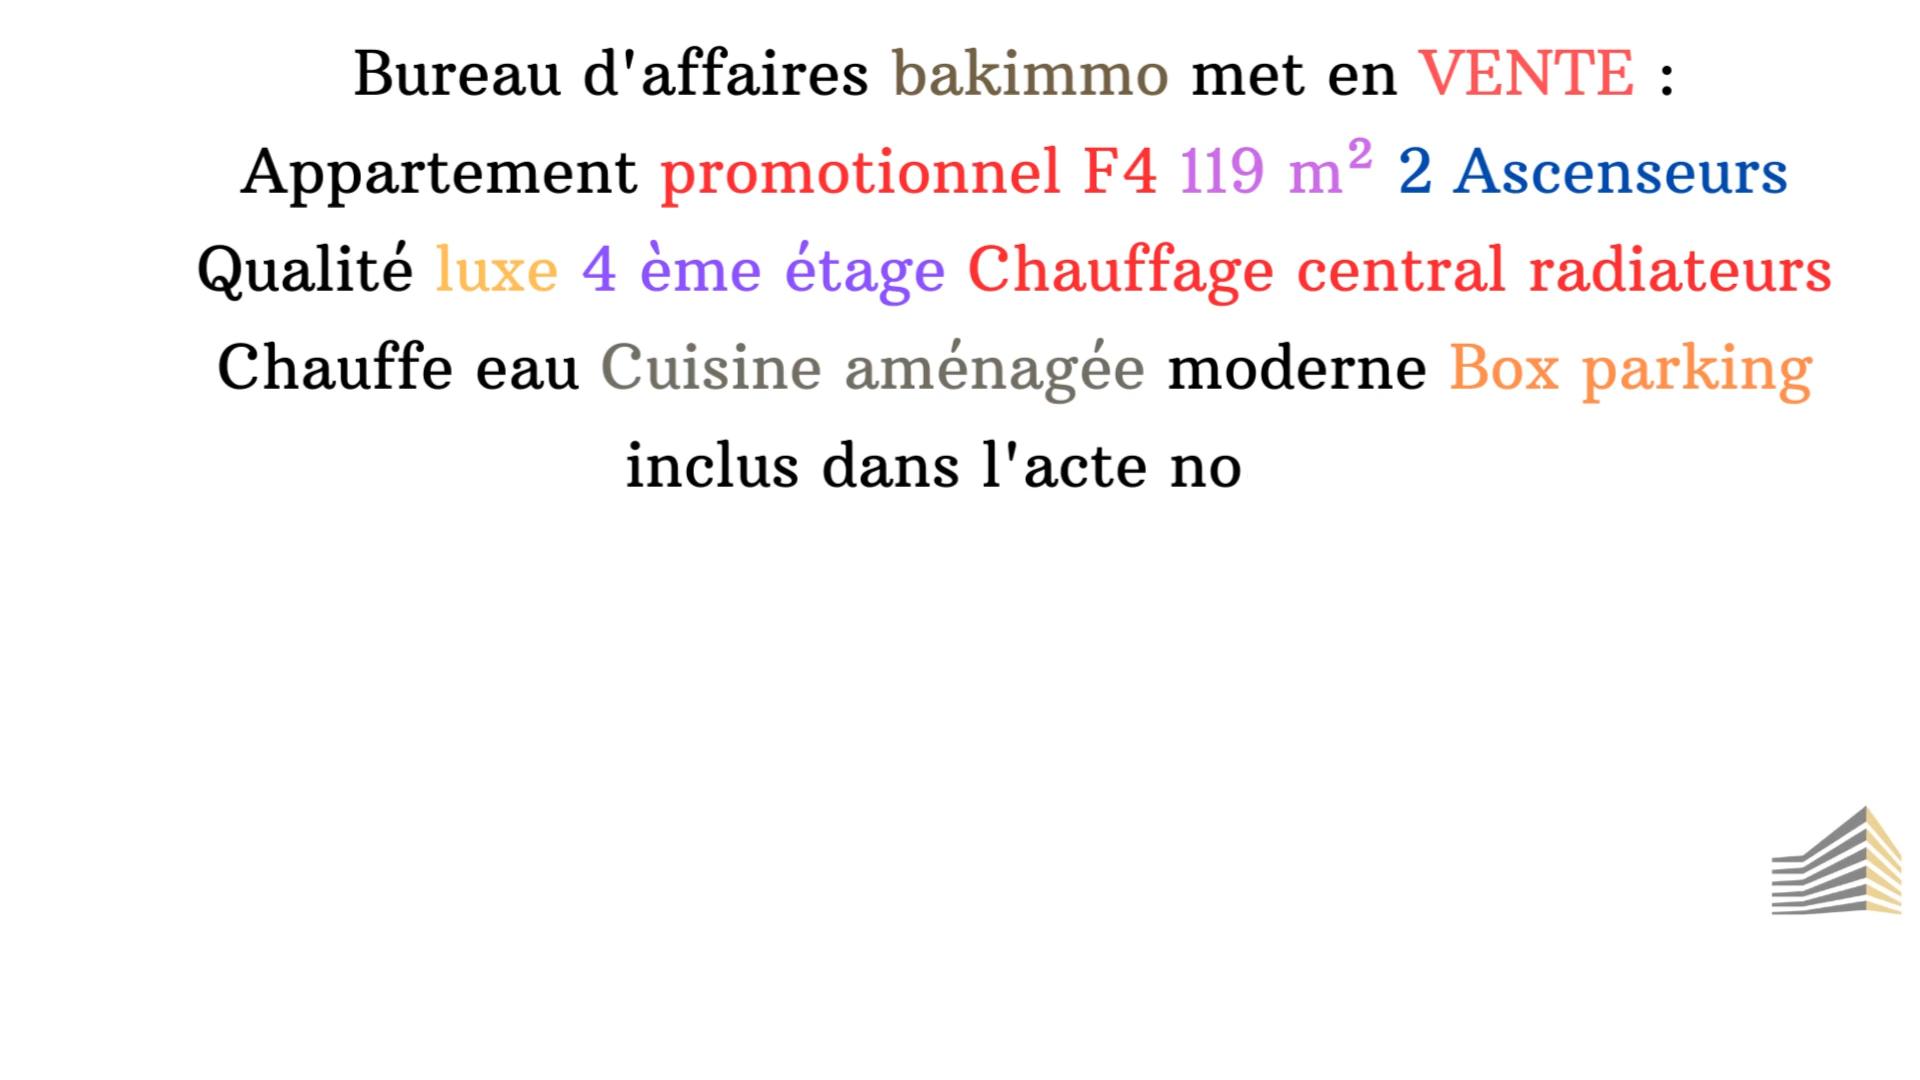 Bureau d'affaires bakimmo met en VENTE :
Appartement promotionnel F4 119 m² 2 Ascenseurs
Qualité luxe 4 ème étage Chauffage central radiateurs
Chauffe eau Cuisine aménagée moderne Box parking
inclus dans l'acte no